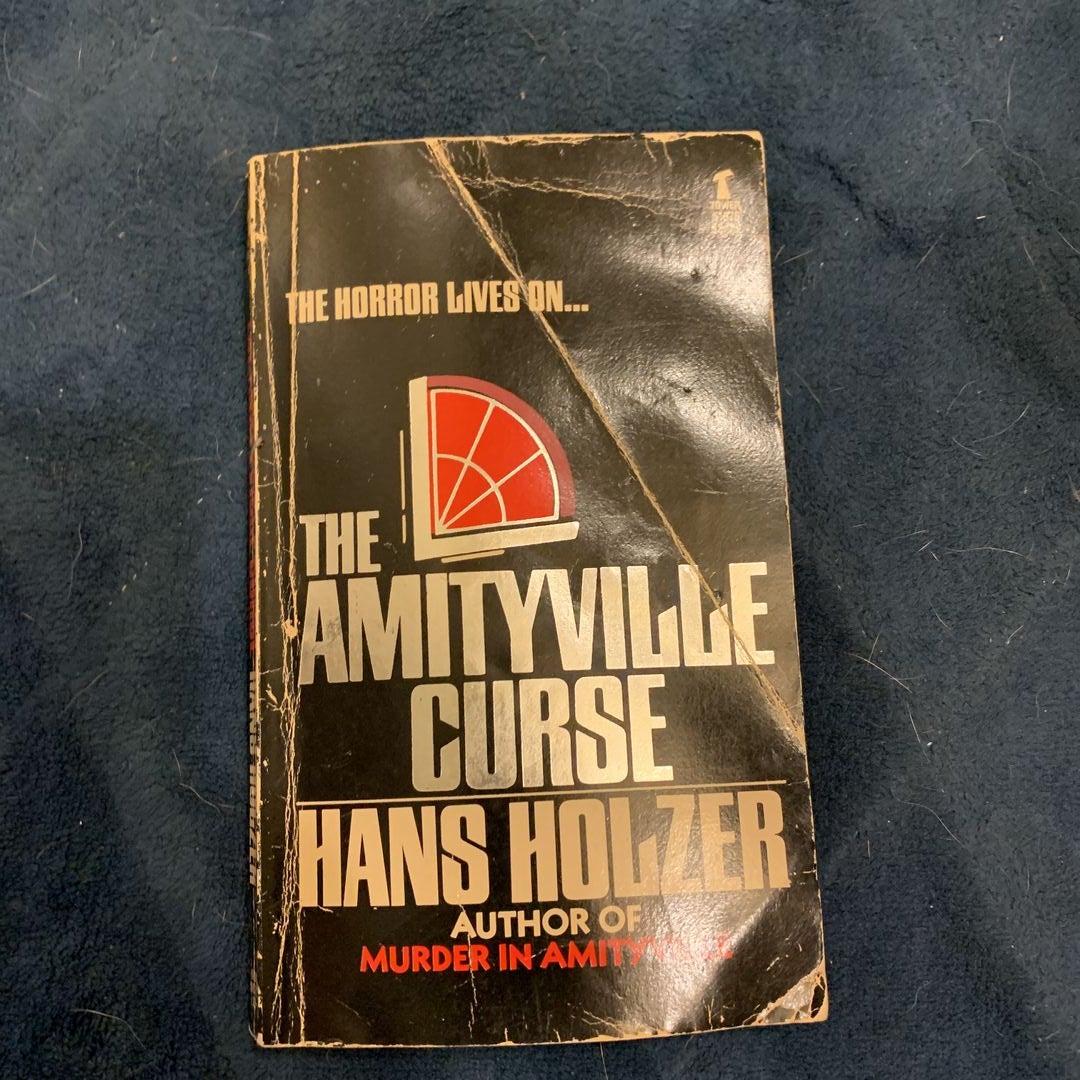 THE HORROR LIVES ON...
THE
AMITYVILLE
CURSE
HANS HOLZER
AUTHOR OF
MURDER IN AMITYVILLE